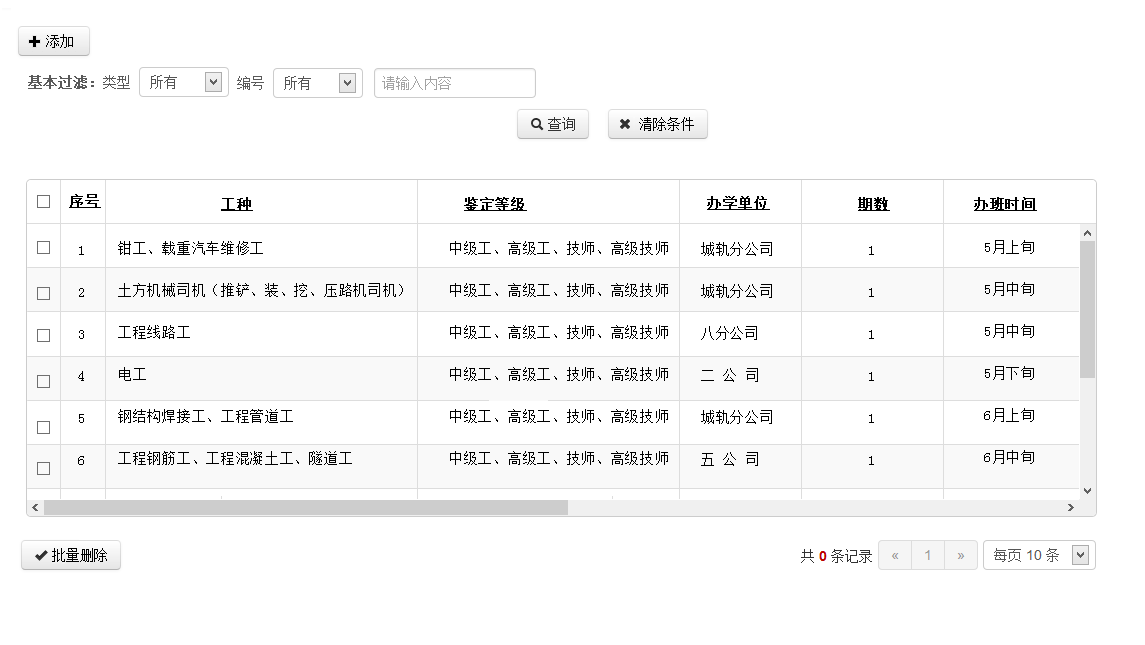 添加
基本过滤：类型 所有 编号 所有 请输入内容
查询 清除条件
序号 工种 鉴定等级 办学单位 期数 办班时间
1 钳工、载重汽车维修工 中级工、高级工、技师、高级技师 城轨分公司 1 5月上旬
2 土方机械司机（推铲、装、挖、压路机司机） 中级工、高级工、技师、高级技师 城轨分公司 1 5月中旬
3 工程线路工 中级工、高级工、技师、高级技师 八分公司 1 5月中旬
4 电工 中级工、高级工、技师、高级技师 二 公 司 1 5月下旬
5 钢结构焊接工、工程管道工 中级工、高级工、技师、高级技师 城轨分公司 1 6月上旬
6 工程钢筋工、工程混凝土工、隧道工 中级工、高级工、技师、高级技师 五 公 司 1 6月中旬
批量删除 共 0 条记录 « 1 » 每页 10 条